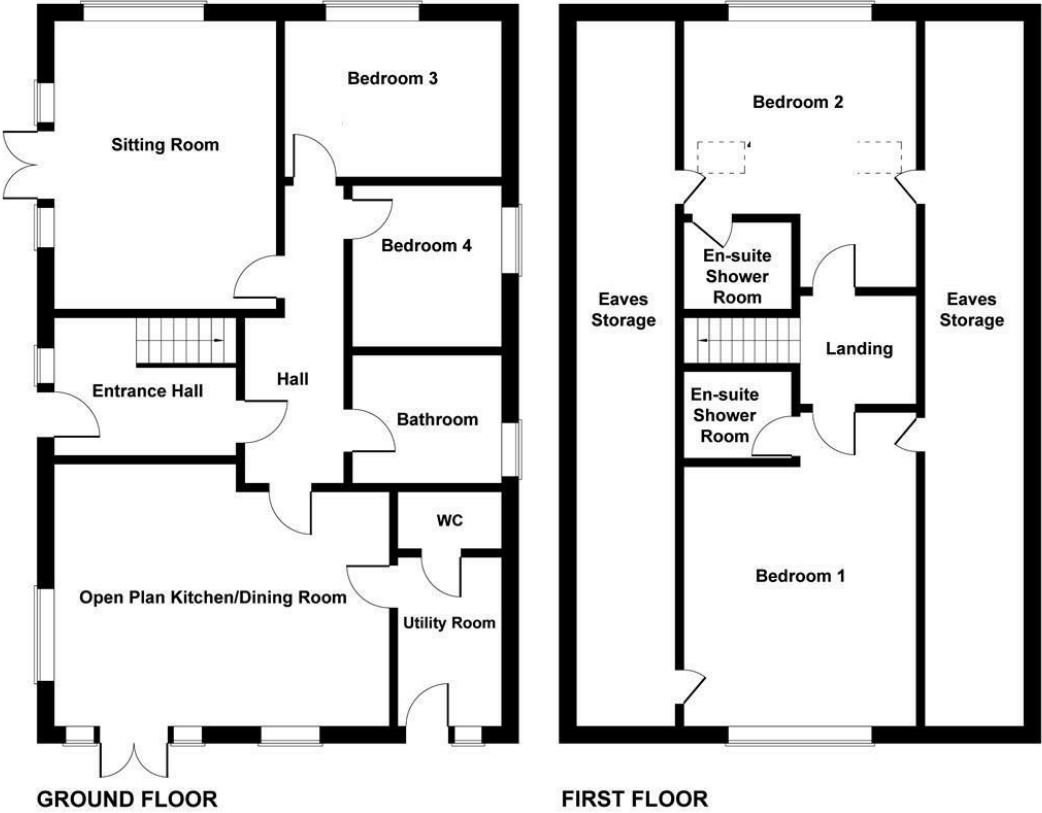 Sitting Room
Bedroom 3
Bedroom 4
Entrance Hall
Hall
Bathroom
WC
Open Plan Kitchen/Dining Room
Utility Room
GROUND FLOOR
Bedroom 2
En-suite
Shower
Room
Eaves
Storage
Eaves
Storage
Landing
En-suite
Shower
Room
Bedroom 1
FIRST FLOOR